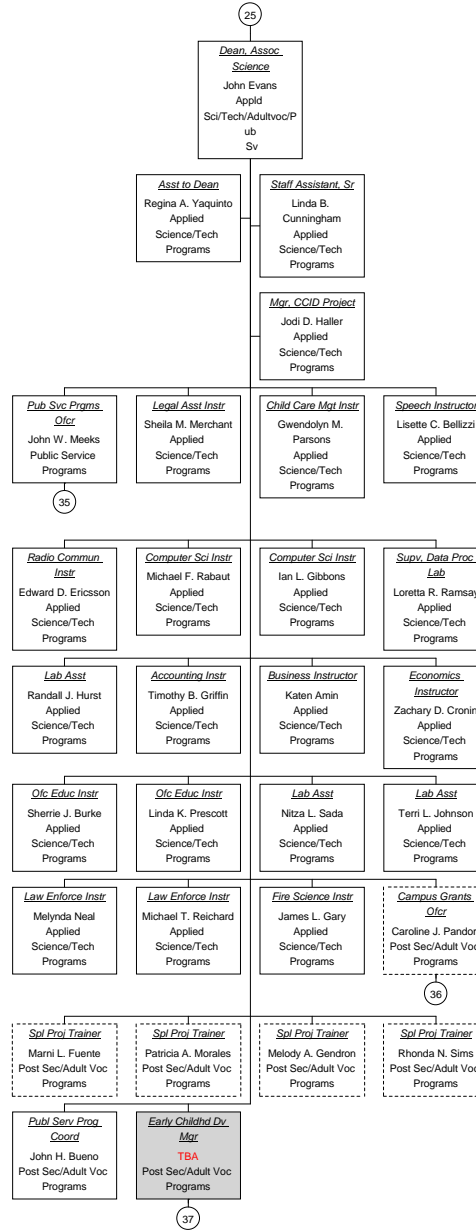 25
Dean, Assoc
Science
John Evans
Appld
Sci/Tech/Adultvoc/P
ub
Sv
Asst to Dean
Regina A. Yaquinto
Applied
Science/Tech
Programs
Staff Assistant, Sr
Linda B.
Cunningham
Applied
Science/Tech
Programs
Mgr, CCID Project
Jodi D. Haller
Applied
Science/Tech
Programs
Pub Svc Prgms
Ofcr
John W. Meeks
Public Service
Programs
35
Legal Asst Instr
Sheila M. Merchant
Applied
Science/Tech
Programs
Child Care Mgt Instr
Gwendolyn M.
Parsons
Applied
Science/Tech
Programs
Speech Instructor
Lisette C. Bellizzi
Applied
Science/Tech
Programs
Radio Commun
Instr
Edward D. Ericsson
Applied
Science/Tech
Programs
Computer Sci Instr
Michael F. Rabaut
Applied
Science/Tech
Programs
Computer Sci Instr
Ian L. Gibbons
Applied
Science/Tech
Programs
Supv, Data Proc
Lab
Loretta R. Ramsay
Applied
Science/Tech
Programs
Lab Asst
Randall J. Hurst
Applied
Science/Tech
Programs
Accounting Instr
Timothy B. Griffin
Applied
Science/Tech
Programs
Business Instructor
Katen Amin
Applied
Science/Tech
Programs
Economics
Instructor
Zachary D. Cronin
Applied
Science/Tech
Programs
Ofc Educ Instr
Sherrie J. Burke
Applied
Science/Tech
Programs
Ofc Educ Instr
Linda K. Prescott
Applied
Science/Tech
Programs
Lab Asst
Nitza L. Sada
Applied
Science/Tech
Programs
Lab Asst
Terri L. Johnson
Applied
Science/Tech
Programs
Law Enforce Instr
Melynda Neal
Applied
Science/Tech
Programs
Law Enforce Instr
Michael T. Reichard
Applied
Science/Tech
Programs
Fire Science Instr
James L. Gary
Applied
Science/Tech
Programs
Campus Grants
Ofcr
Caroline J.
Post Sec/Adult Voc
Programs
36
Spl Proj Trainer
Marni L. Fuente
Post Sec/Adult Voc
Programs
Spl Proj Trainer
Patricia A. Morales
Post Sec/Adult Voc
Programs
Spl Proj Trainer
Melody A. Gendron
Post Sec/Adult Voc
Programs
Spl Proj Trainer
Rhonda N. Sims
Post Sec/Adult Voc
Programs
Publ Serv Prog
Coord
John H. Bueno
Post Sec/Adult Voc
Programs
Early Childhd Dv
Mgr
TBA
Post Sec/Adult Voc
Programs
37